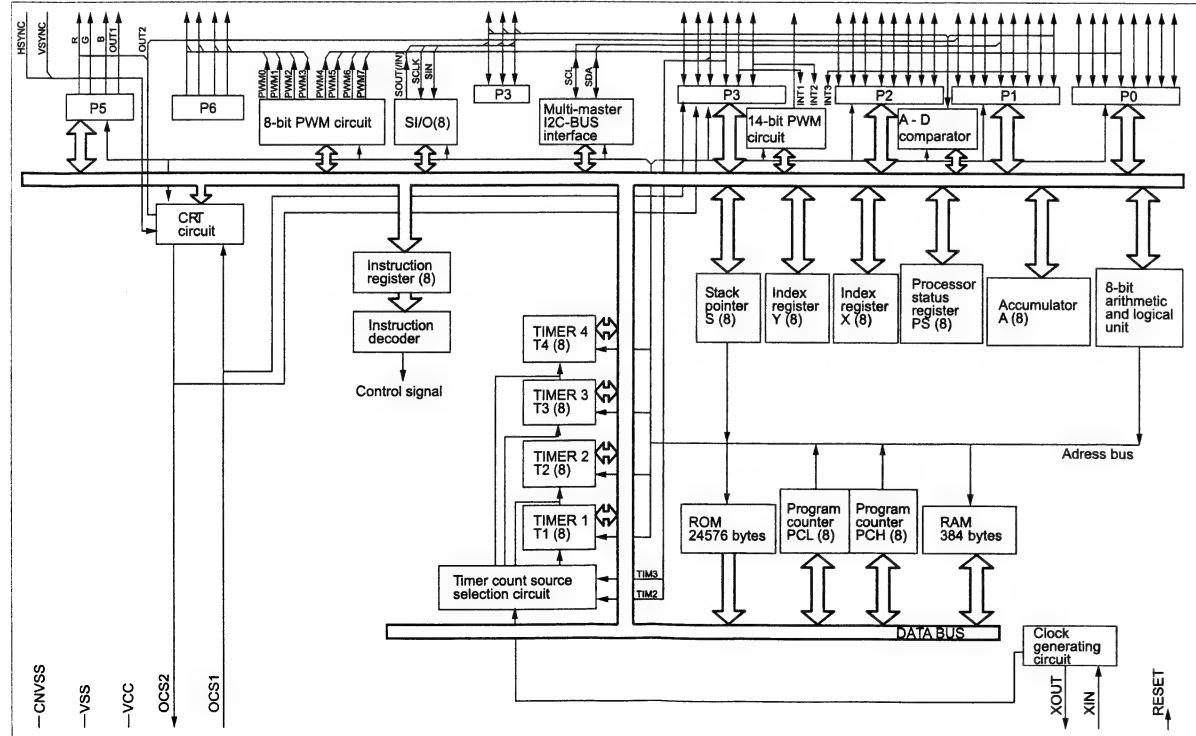 HSYNC
VSYNC
R
G
B
OUT1
OUT2
PWM0
PWM1
PWM2
PWM3
PWM4
PWM5
PWM6
PWM7
SOUT(/IN)
SCLK
SIN
SCL
SDA
INT1
INT2
INT3
P5
P6
8-bit PWM circuit
SI/O(8)
P3
Multi-master
I2C-BUS
interface
P3
14-bit PWM
circuit
P2
A - D
comparator
P1
P0
CRT
circuit
Instruction
register (8)
Instruction
decoder
Control signal
Stack
pointer
S (8)
Index
register
Y (8)
Index
register
X (8)
Processor
status
register
PS (8)
Accumulator
A (8)
8-bit
arithmetic
and logical
unit
TIMER 4
T4 (8)
TIMER 3
T3 (8)
TIMER 2
T2 (8)
TIMER 1
T1 (8)
Adress bus
ROM
24576 bytes
Program
counter
PCL (8)
Program
counter
PCH (8)
RAM
384 bytes
Timer count source
selection circuit
TIM3
TIM2
DATA BUS
Clock
generating
circuit
CNVSS
VSS
VCC
OCS2
OCS1
XOUT
XIN
RESET